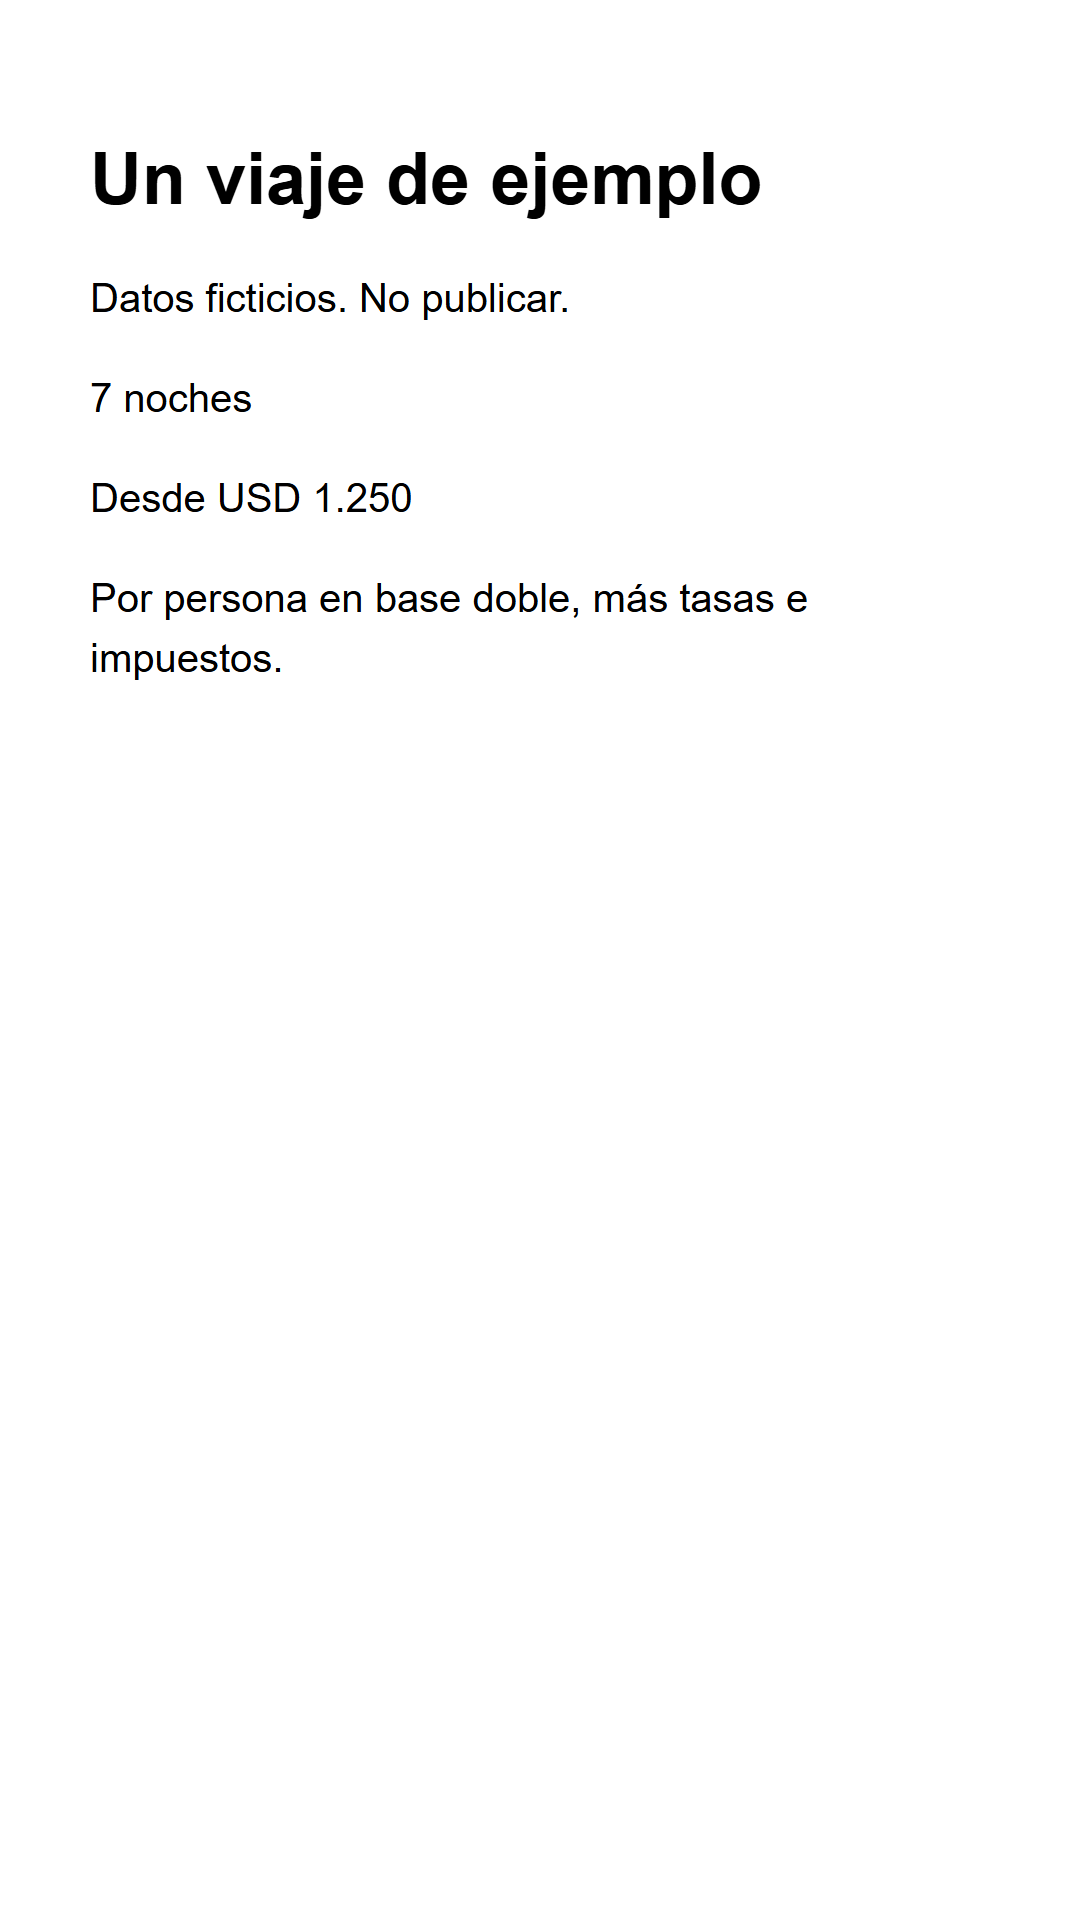 Un viaje de ejemplo
Datos ficticios. No publicar.
7 noches
Desde USD 1.250
Por persona en base doble, más tasas e
impuestos.